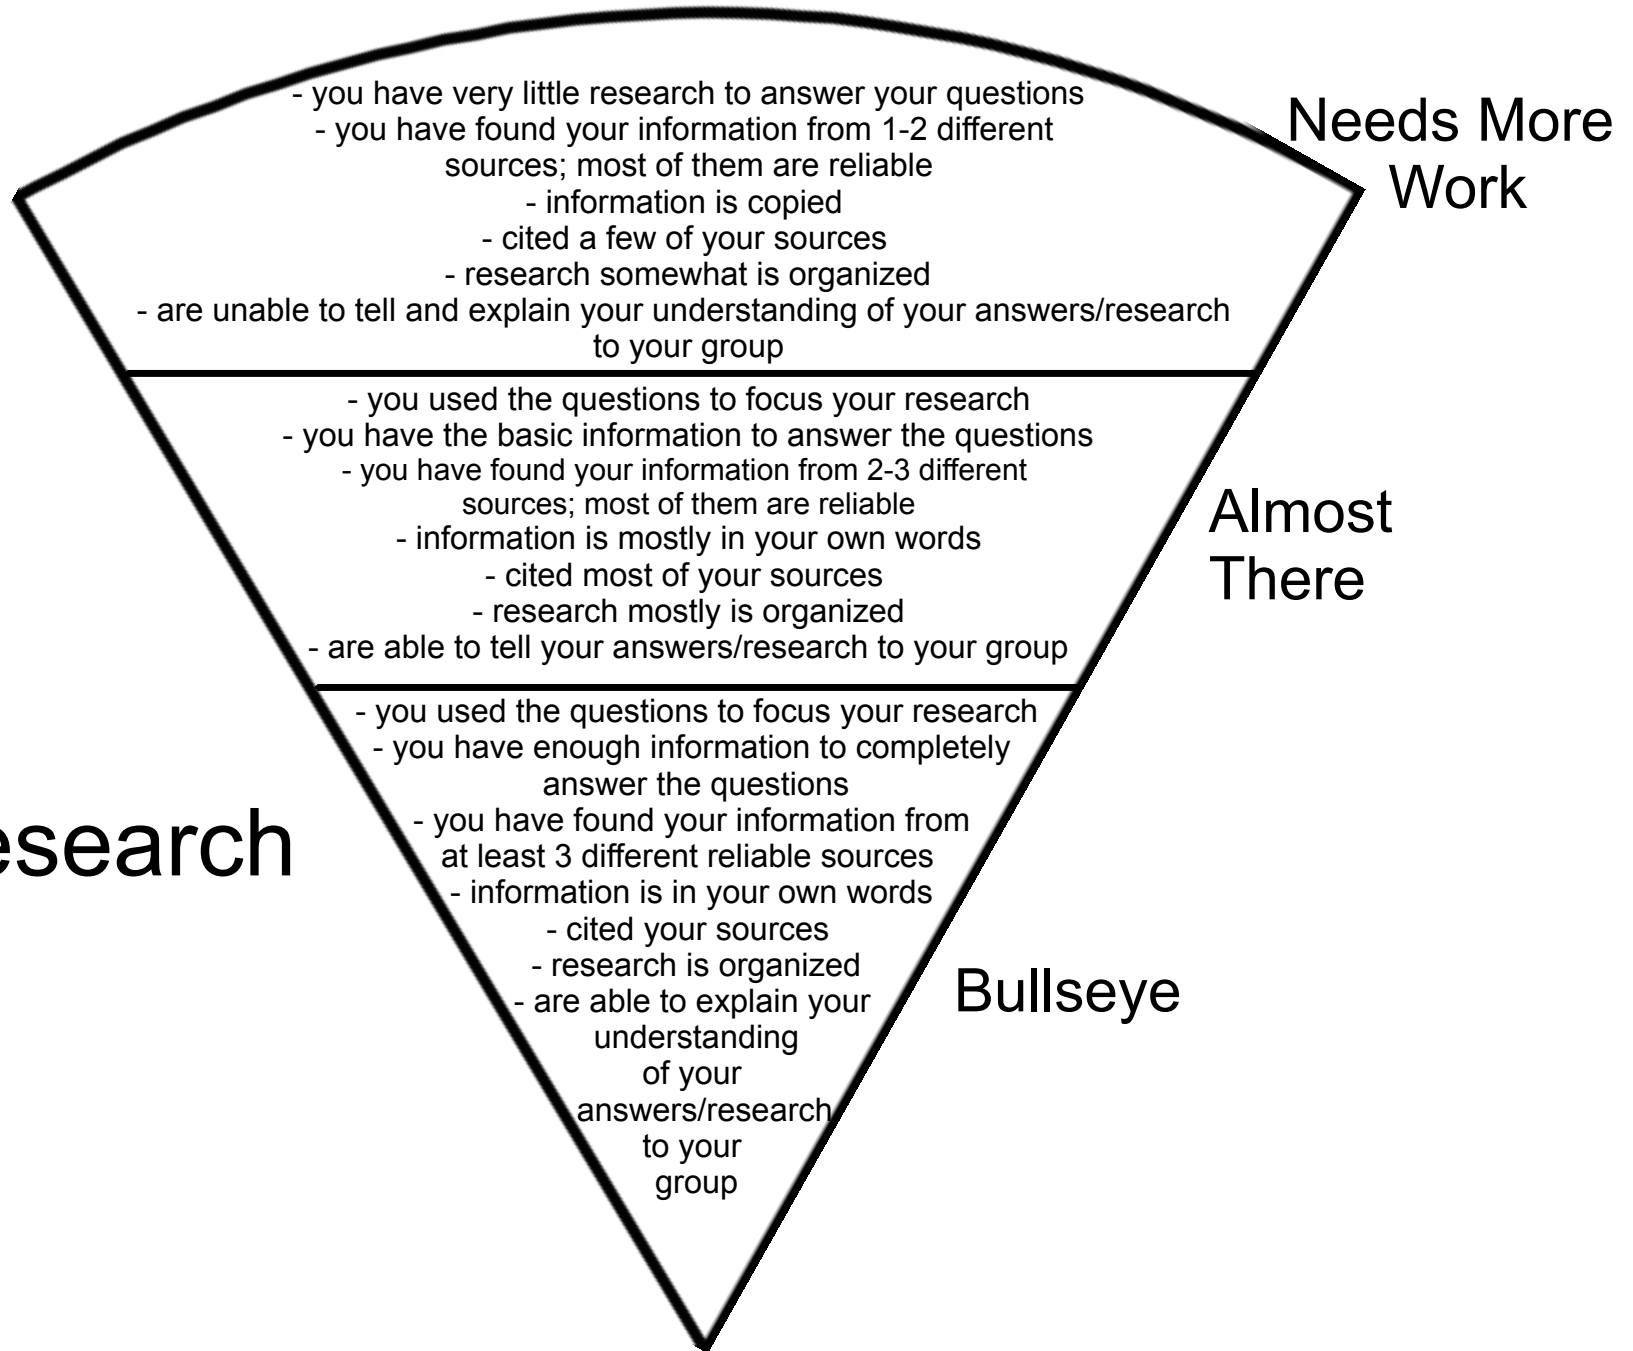 - you have very little research to answer your questions
- you have found your information from 1-2 different
sources; most of them are reliable
- information is copied
- cited a few of your sources
- research somewhat is organized
- are unable to tell and explain your understanding of your answers/research
to your group
Needs More
Work
- you used the questions to focus your research
- you have the basic information to answer the questions
- you have found your information from 2-3 different
sources; most of them are reliable
- information is mostly in your own words
- cited most of your sources
- research mostly is organized
- are able to tell your answers/research to your group
Almost
There
- you used the questions to focus your research
- you have enough information to completely
answer the questions
- you have found your information from
at least 3 different reliable sources
- information is in your own words
- cited your sources
- research is organized
- are able to explain your
understanding
of your
answers/research
to your
group
esearch
Bullseye